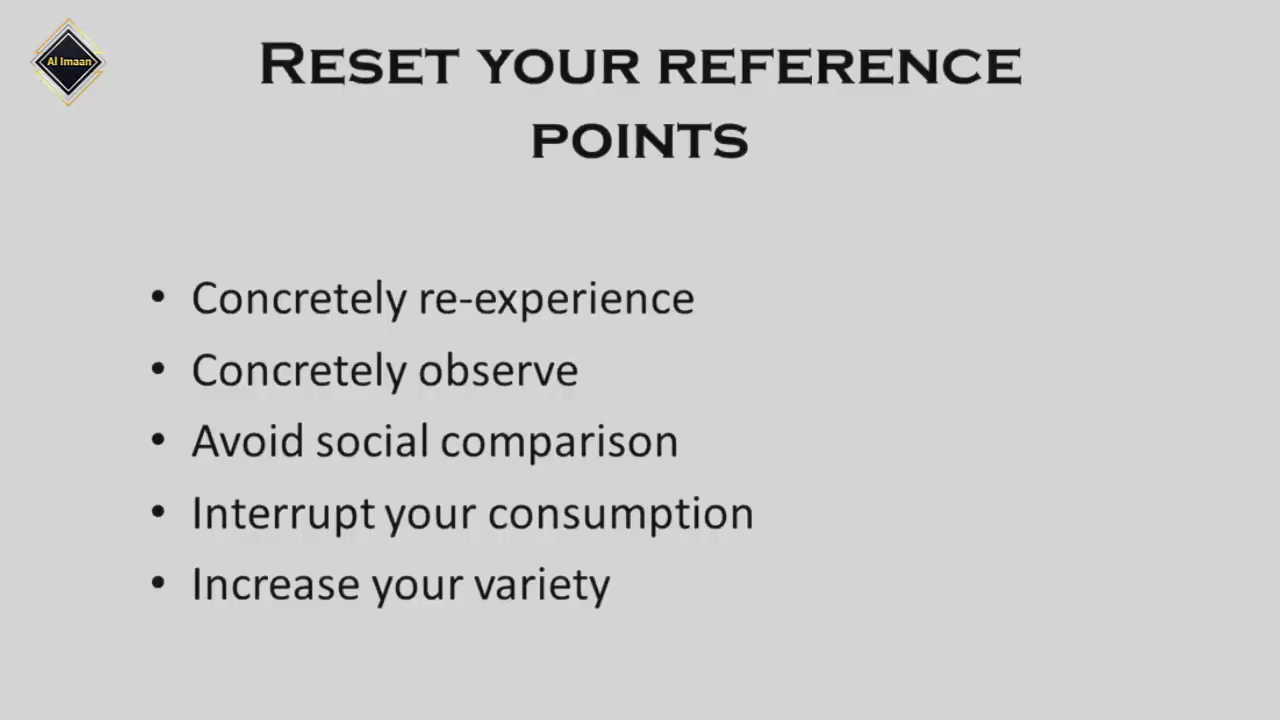 Al Imaan
RESET YOUR REFERENCE
POINTS
• Concretely re-experience
• Concretely observe
• Avoid social comparison
• Interrupt your consumption
• Increase your variety